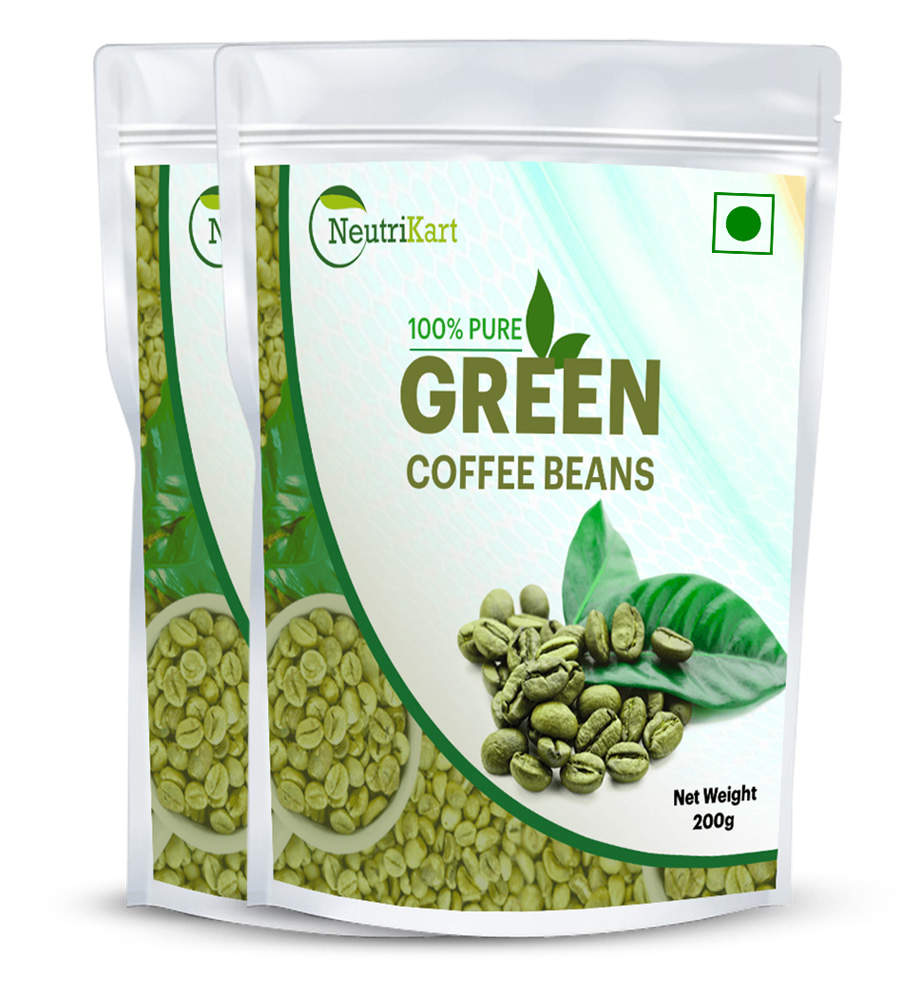 NeutriKart
100% PURE
GREEN
COFFEE BEANS
Net Weight
200g
N